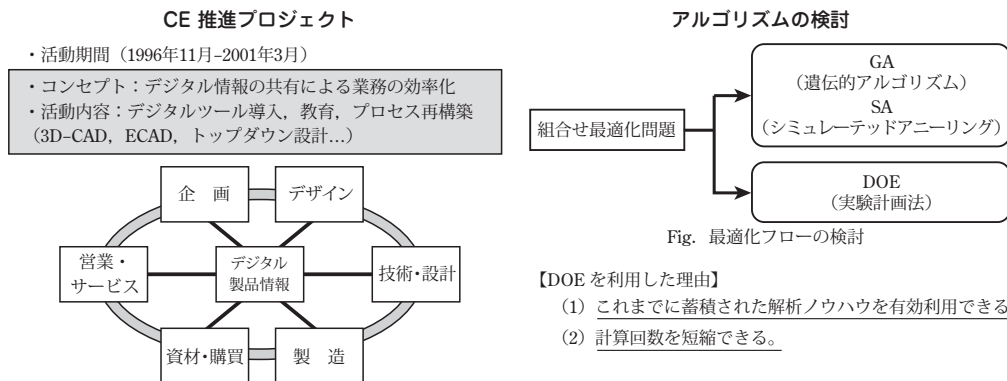 CE 推進プロジェクト
・活動期間（1996年11月–2001年3月）
・コンセプト：デジタル情報の共有による業務の効率化
・活動内容：デジタルツール導入，教育，プロセス再構築
（3D–CAD，ECAD，トップダウン設計…）
企　画
デザイン
営業・
サービス
デジタル
製品情報
技術・設計
資材・購買
製　造
アルゴリズムの検討
組合せ最適化問題
GA
（遺伝的アルゴリズム）
SA
（シミュレーテッドアニーリング）
DOE
（実験計画法）
Fig.　最適化フローの検討
【DOE を利用した理由】
（1）これまでに蓄積された解析ノウハウを有効利用できる
（2）計算回数を短縮できる。